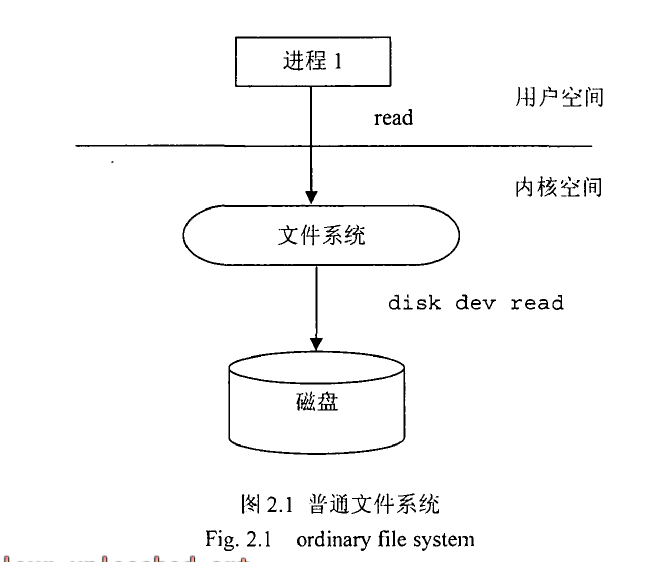 进程 1
用户空间
read
内核空间
文件系统
disk dev read
磁盘
图 2.1 普通文件系统
Fig. 2.1 ordinary file system